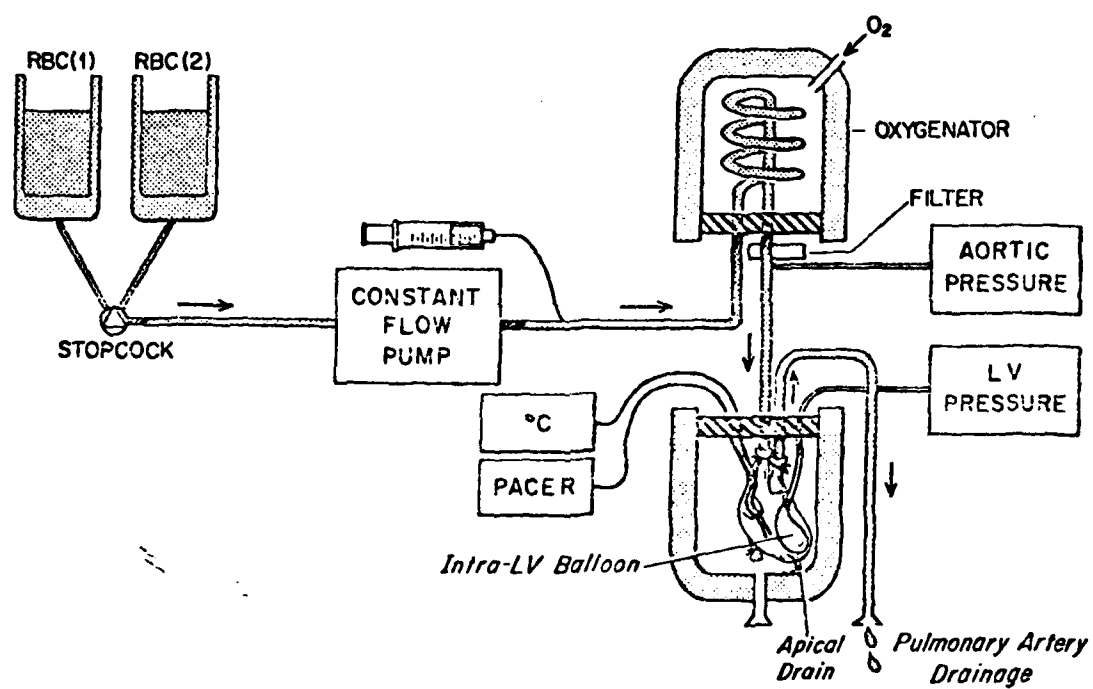 RBC(1)
RBC(2)
O₂
OXYGENATOR
FILTER
AORTIC
PRESSURE
CONSTANT
FLOW
PUMP
STOPCOCK
LV
PRESSURE
°C
PACER
Intra-LV Balloon
Apical
Drain
Pulmonary Artery
Drainage